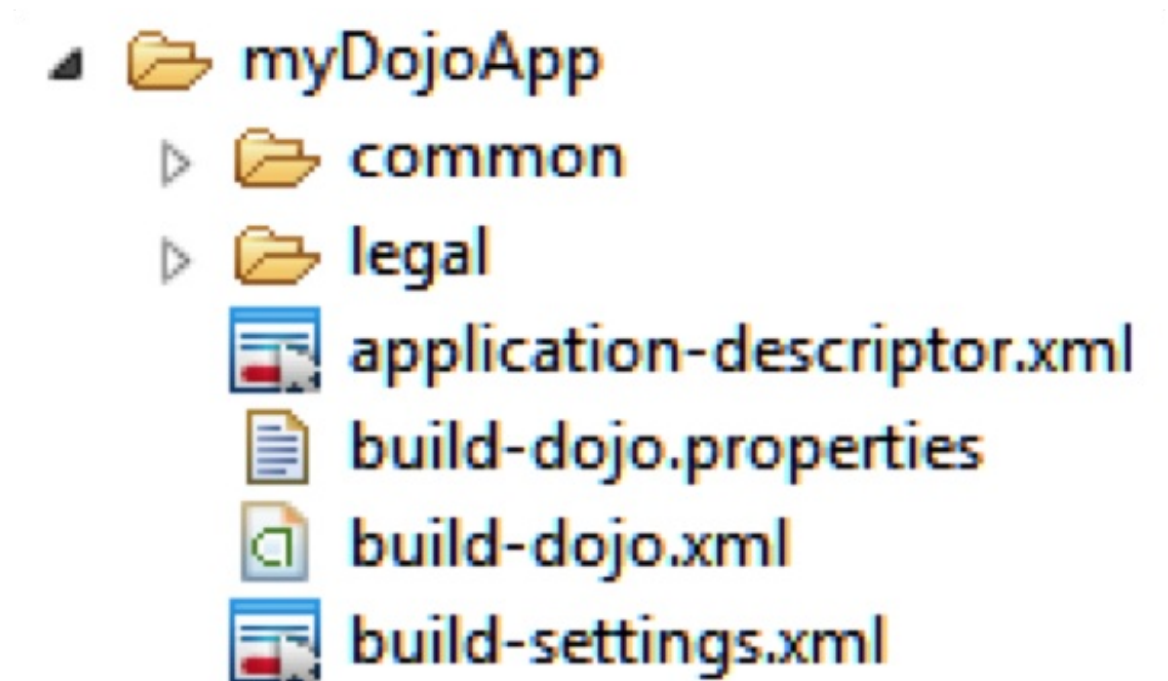 myDojoApp
common
legal
application-descriptor.xml
build-dojo.properties
build-dojo.xml
build-settings.xml